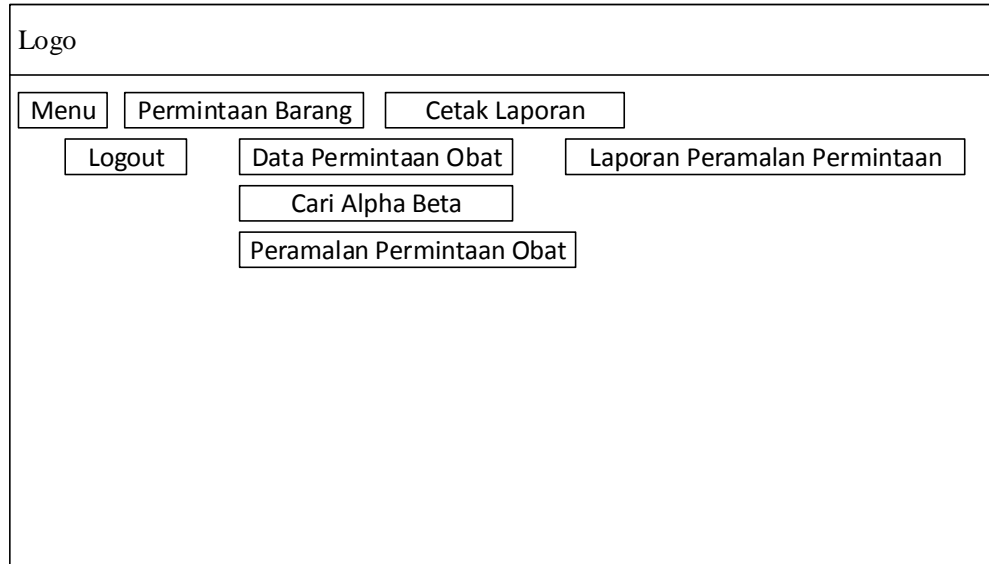 Logo
Menu Permintaan Barang Cetak Laporan
Logout Data Permintaan Obat Laporan Peramalan Permintaan
Cari Alpha Beta
Peramalan Permintaan Obat